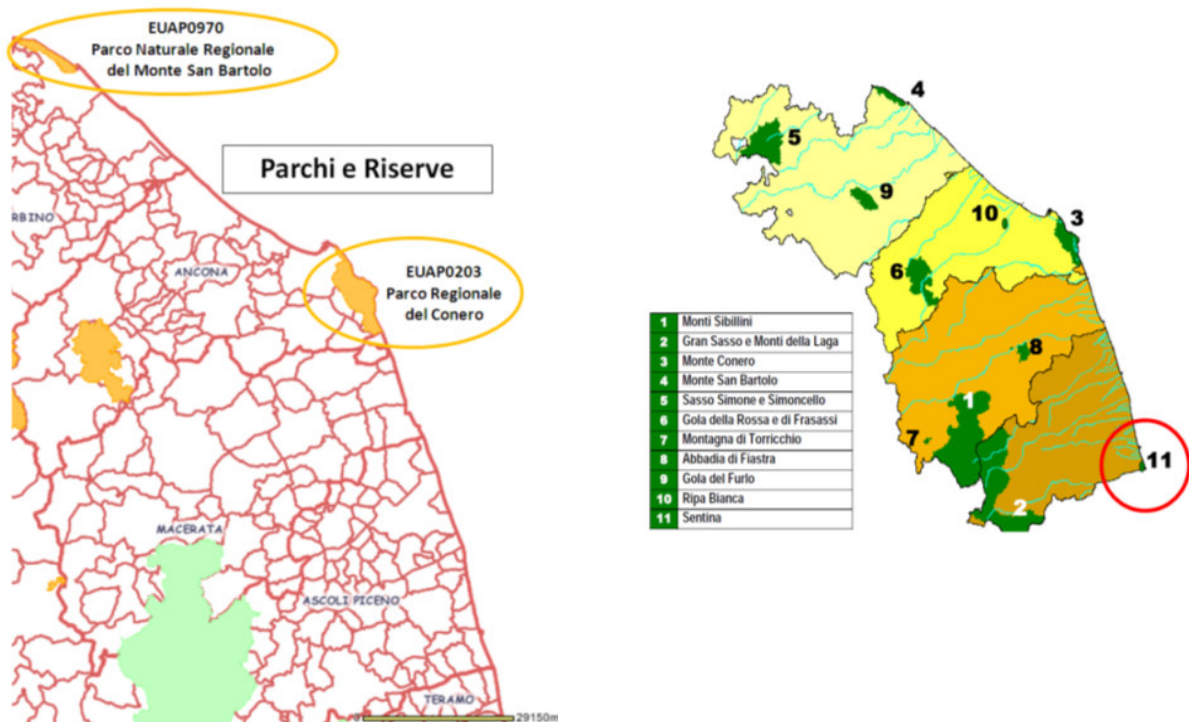 EUAP0970
Parco Naturale Regionale
del Monte San Bartolo
Parchi e Riserve
RBINO
ANCONA
EUAP0203
Parco Regionale
del Conero
MACERATA
ASCOLI PICENO
TERAMO
29150m
4
5
9
10
3
6
8
1
7
11
2
1 Monti Sibillini
2 Gran Sasso e Monti della Laga
3 Monte Conero
4 Monte San Bartolo
5 Sasso Simone e Simoncello
6 Gola della Rossa e di Frasassi
7 Montagna di Torricchio
8 Abbadia di Fiastra
9 Gola del Furlo
10 Ripa Bianca
11 Sentina